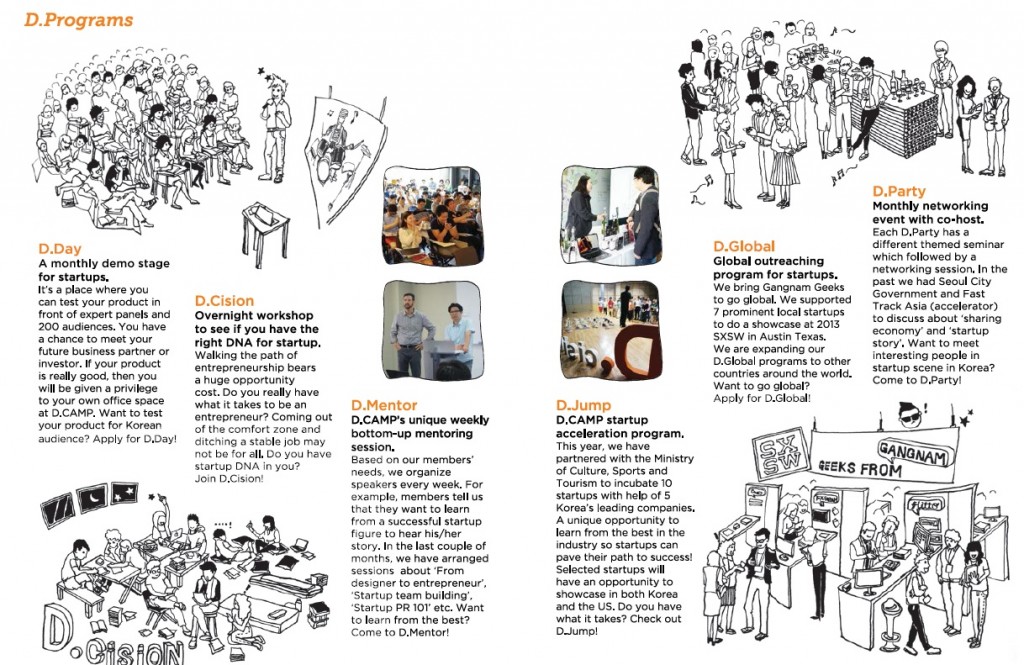 D.Programs
D.Day
A monthly demo stage
for startups.
It's a place where you
can test your product in
front of expert panels and
200 audiences. You have
a chance to meet your
future business partner or
investor. If your product
is really good, then you
will be given a privilege
to your own office space
at D.CAMP. Want to test
your product for Korean
audience? Apply for D.Day!
D.Cision
Overnight workshop
to see if you have the
right DNA for startup.
Walking the path of
entrepreneurship bears
a huge opportunity
cost. Do you really have
what it takes to be an
entrepreneur? Coming out
of the comfort zone and
ditching a stable job may
not be for all. Do you have
startup DNA in you?
Join D.Cision!
D.CISION
D.Mentor
D.CAMP's unique weekly
bottom-up mentoring
session.
Based on our members'
needs, we organize
speakers every week. For
example, members tell us
that they want to learn
from a successful startup
figure to hear his/her
story. In the last couple of
months, we have arranged
sessions about 'From
designer to entrepreneur',
'Startup team building',
'Startup PR 101' etc. Want
to learn from the best?
Come to D.Mentor!
D.Jump
D.CAMP startup
acceleration program.
This year, we have
partnered with the Ministry
of Culture, Sports and
Tourism to incubate 10
startups with help of 5
Korea's leading companies.
A unique opportunity to
learn from the best in the
industry so startups can
pave their path to success!
Selected startups will
have an opportunity to
showcase in both Korea
and the US. Do you have
what it takes? Check out
D.Jump!
D.Global
Global outreaching
program for startups.
We bring Gangnam Geeks
to go global. We supported
7 prominent local startups
to do a showcase at 2013
SXSW in Austin Texas.
We are expanding our
D.Global programs to other
countries around the world.
Want to go global?
Apply for D.Global!
D.Party
Monthly networking
event with co-host.
Each D.Party has a
different themed seminar
which followed by a
networking session. In the
past we had Seoul City
Government and Fast
Track Asia (accelerator)
to discuss about 'sharing
economy' and 'startup
story'. Want to meet
interesting people in
startup scene in Korea?
Come to D.Party!
SXSW
GEEKS FROM
GANGNAM